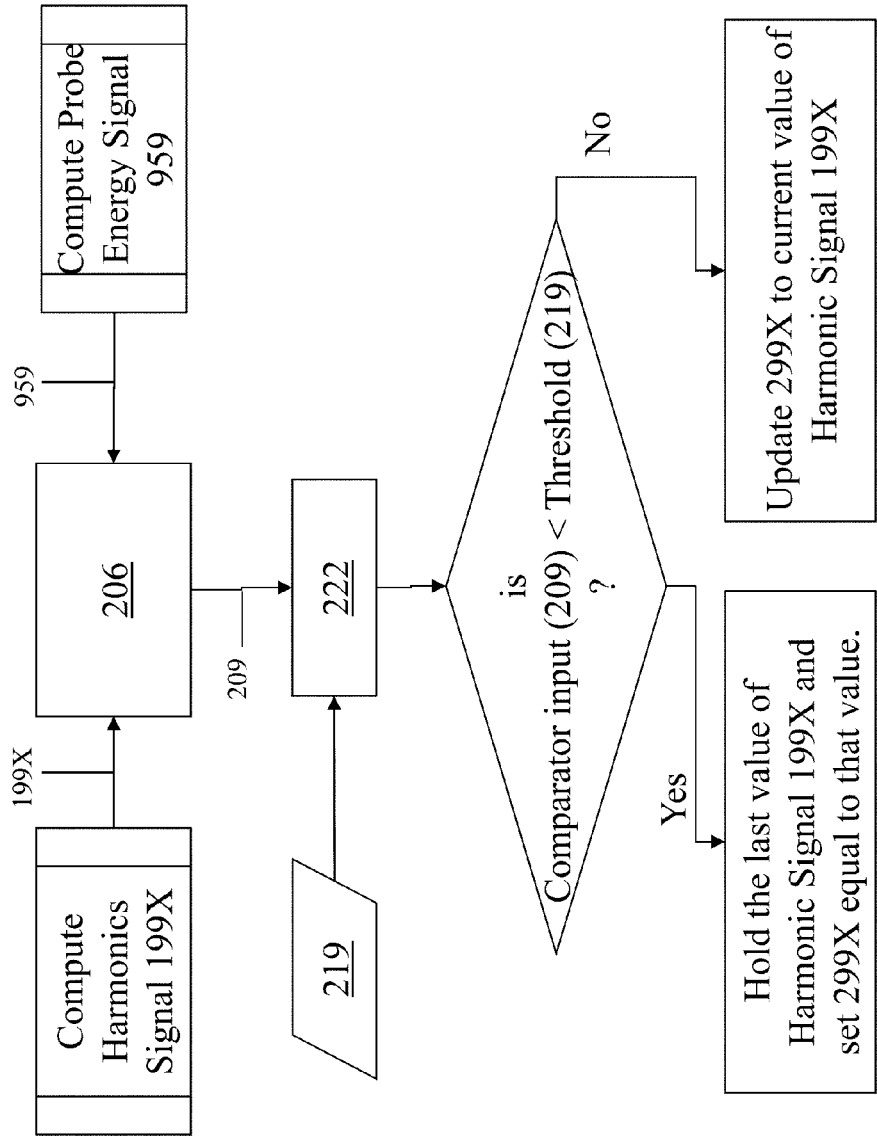 Compute
Harmonics
Signal 199X
199X
206
959
Compute Probe
Energy Signal
959
209
219
222
is
Comparator input (209) < Threshold (219)
?
Yes
No
Hold the last value of
Harmonic Signal 199X and
set 299X equal to that value.
Update 299X to current value of
Harmonic Signal 199X